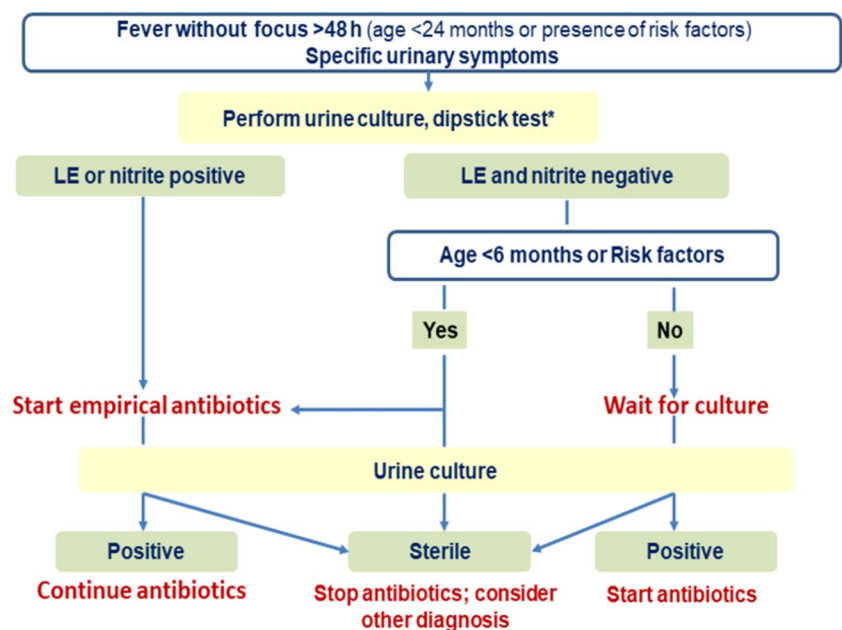 Fever without focus >48 h (age <24 months or presence of risk factors)
Specific urinary symptoms
Perform urine culture, dipstick test*
LE or nitrite positive
LE and nitrite negative
Age <6 months or Risk factors
Yes
No
Start empirical antibiotics
Wait for culture
Urine culture
Positive
Sterile
Positive
Continue antibiotics
Stop antibiotics; consider
other diagnosis
Start antibiotics